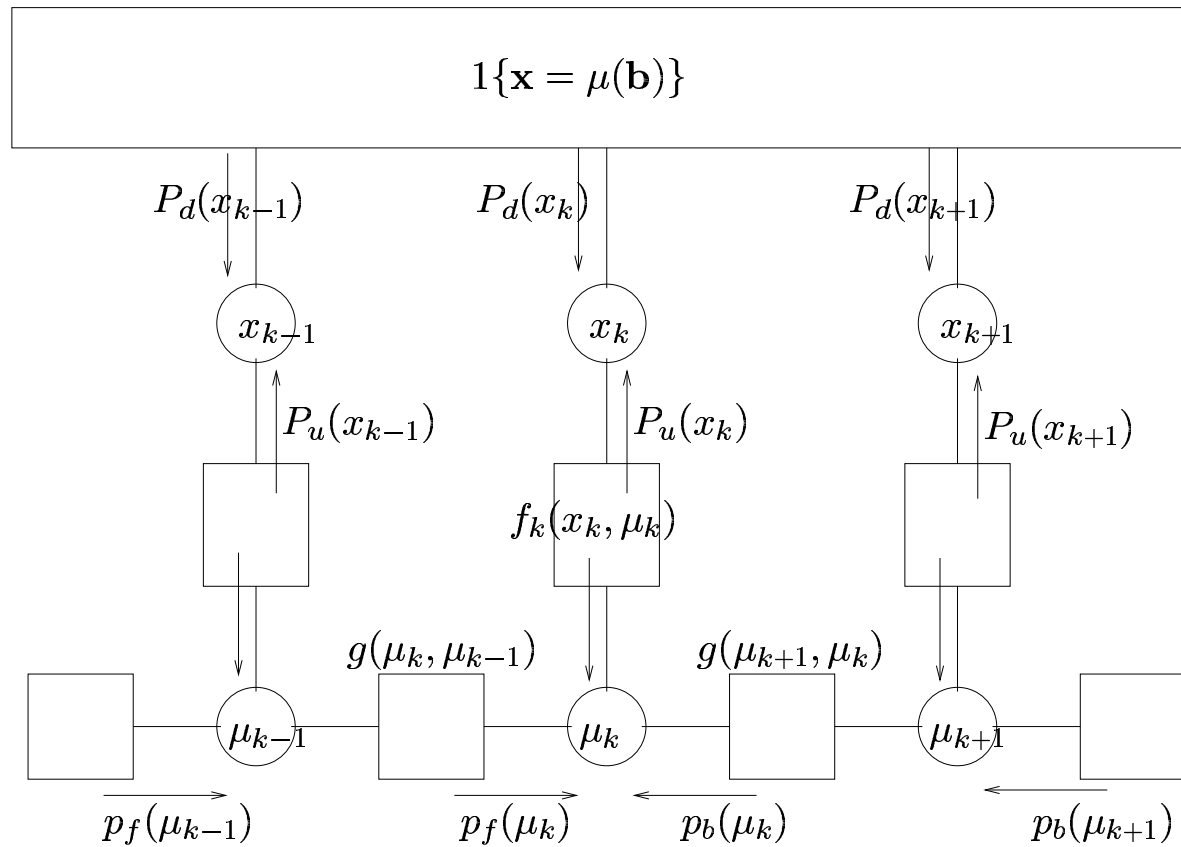 1{𝐱 = μ(𝐛)}
P_d(x_{k−1}) P_d(x_k) P_d(x_{k+1})
x_{k−1} x_k x_{k+1}
P_u(x_{k−1}) P_u(x_k) P_u(x_{k+1})
f_k(x_k, μ_k)
g(μ_k, μ_{k−1}) g(μ_{k+1}, μ_k)
μ_{k−1} μ_k μ_{k+1}
p_f(μ_{k−1}) p_f(μ_k) p_b(μ_k) p_b(μ_{k+1})